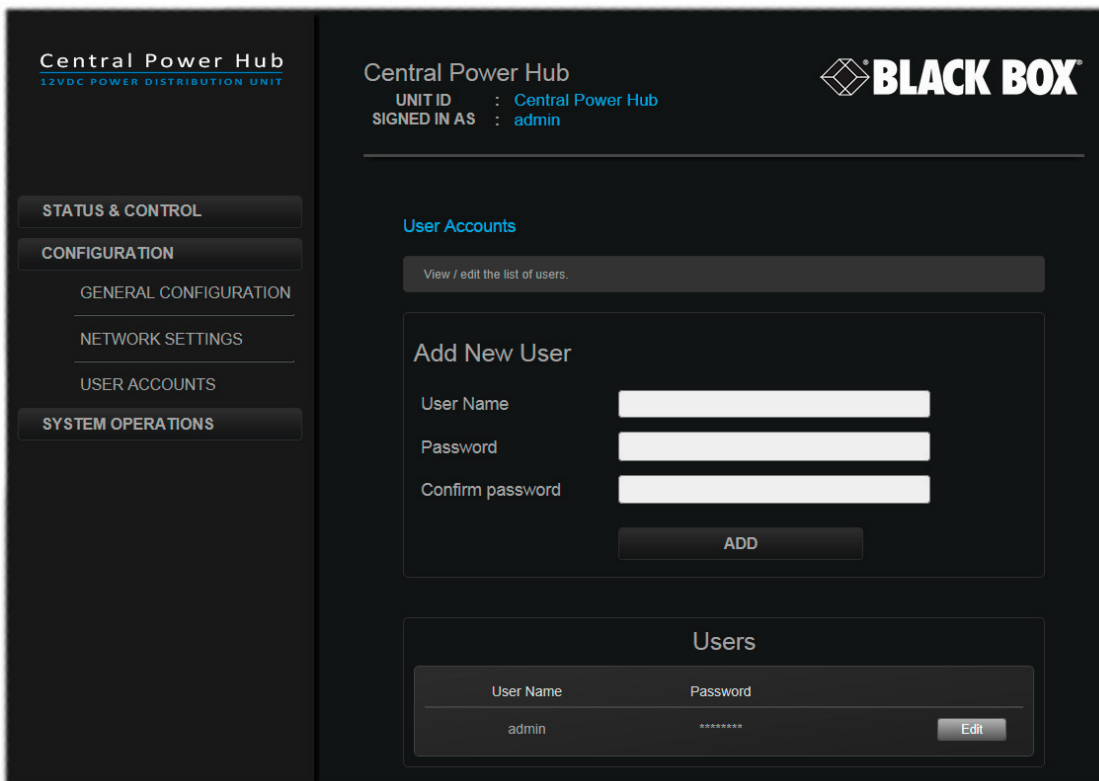 Central Power Hub
12VDC POWER DISTRIBUTION UNIT
STATUS & CONTROL
CONFIGURATION
GENERAL CONFIGURATION
NETWORK SETTINGS
USER ACCOUNTS
SYSTEM OPERATIONS
Central Power Hub
UNIT ID : Central Power Hub
SIGNED IN AS : admin
BLACK BOX®
User Accounts
View / edit the list of users.
Add New User
User Name
Password
Confirm password
ADD
Users
User Name Password
admin ******** Edit